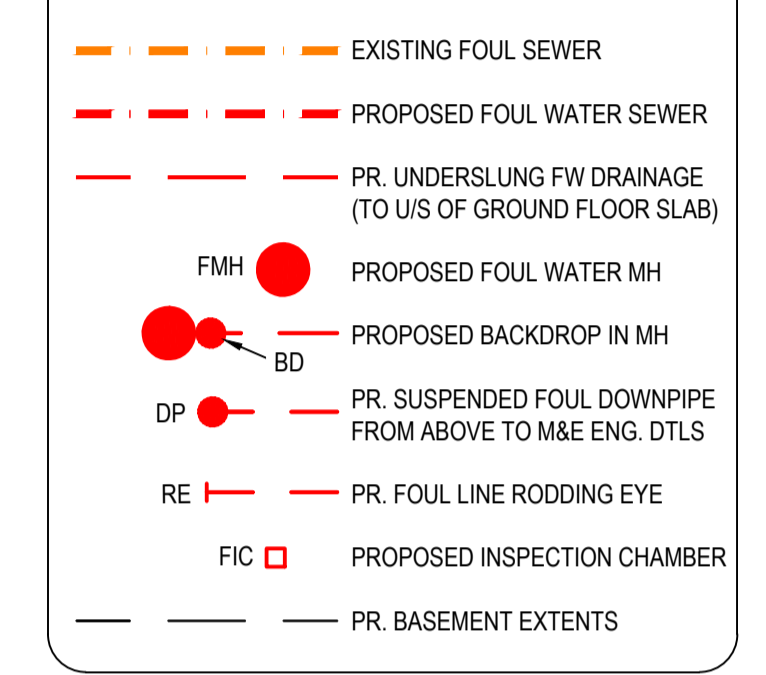 EXISTING FOUL SEWER
PROPOSED FOUL WATER SEWER
PR. UNDERSLUNG FW DRAINAGE
(TO U/S OF GROUND FLOOR SLAB)
FMH PROPOSED FOUL WATER MH
PROPOSED BACKDROP IN MH
BD
DP PR. SUSPENDED FOUL DOWNPIPE
FROM ABOVE TO M&E ENG. DTLS
RE PR. FOUL LINE RODDING EYE
FIC PROPOSED INSPECTION CHAMBER
PR. BASEMENT EXTENTS